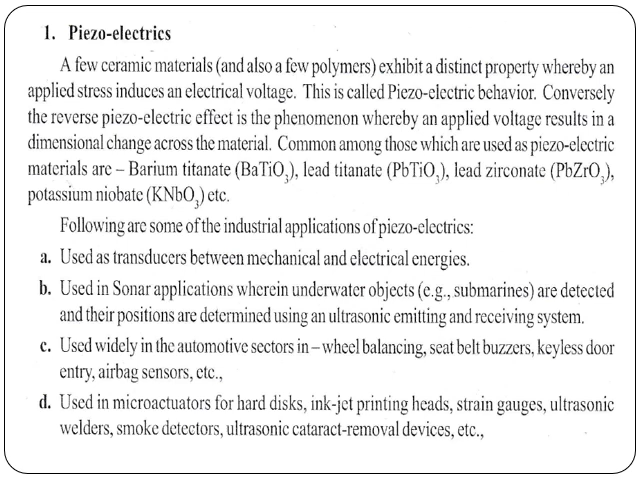 1. Piezo-electrics
A few ceramic materials (and also a few polymers) exhibit a distinct property whereby an
applied stress induces an electrical voltage. This is called Piezo-electric behavior. Conversely
the reverse piezo-electric effect is the phenomenon whereby an applied voltage results in a
dimensional change across the material. Common among those which are used as piezo-electric
materials are – Barium titanate (BaTiO₃), lead titanate (PbTiO₃), lead zirconate (PbZrO₃),
potassium niobate (KNbO₃) etc.
Following are some of the industrial applications of piezo-electrics:
a. Used as transducers between mechanical and electrical energies.
b. Used in Sonar applications wherein underwater objects (e.g., submarines) are detected
and their positions are determined using an ultrasonic emitting and receiving system.
c. Used widely in the automotive sectors in – wheel balancing, seat belt buzzers, keyless door
entry, airbag sensors, etc.,
d. Used in microactuators for hard disks, ink-jet printing heads, strain gauges, ultrasonic
welders, smoke detectors, ultrasonic cataract-removal devices, etc.,